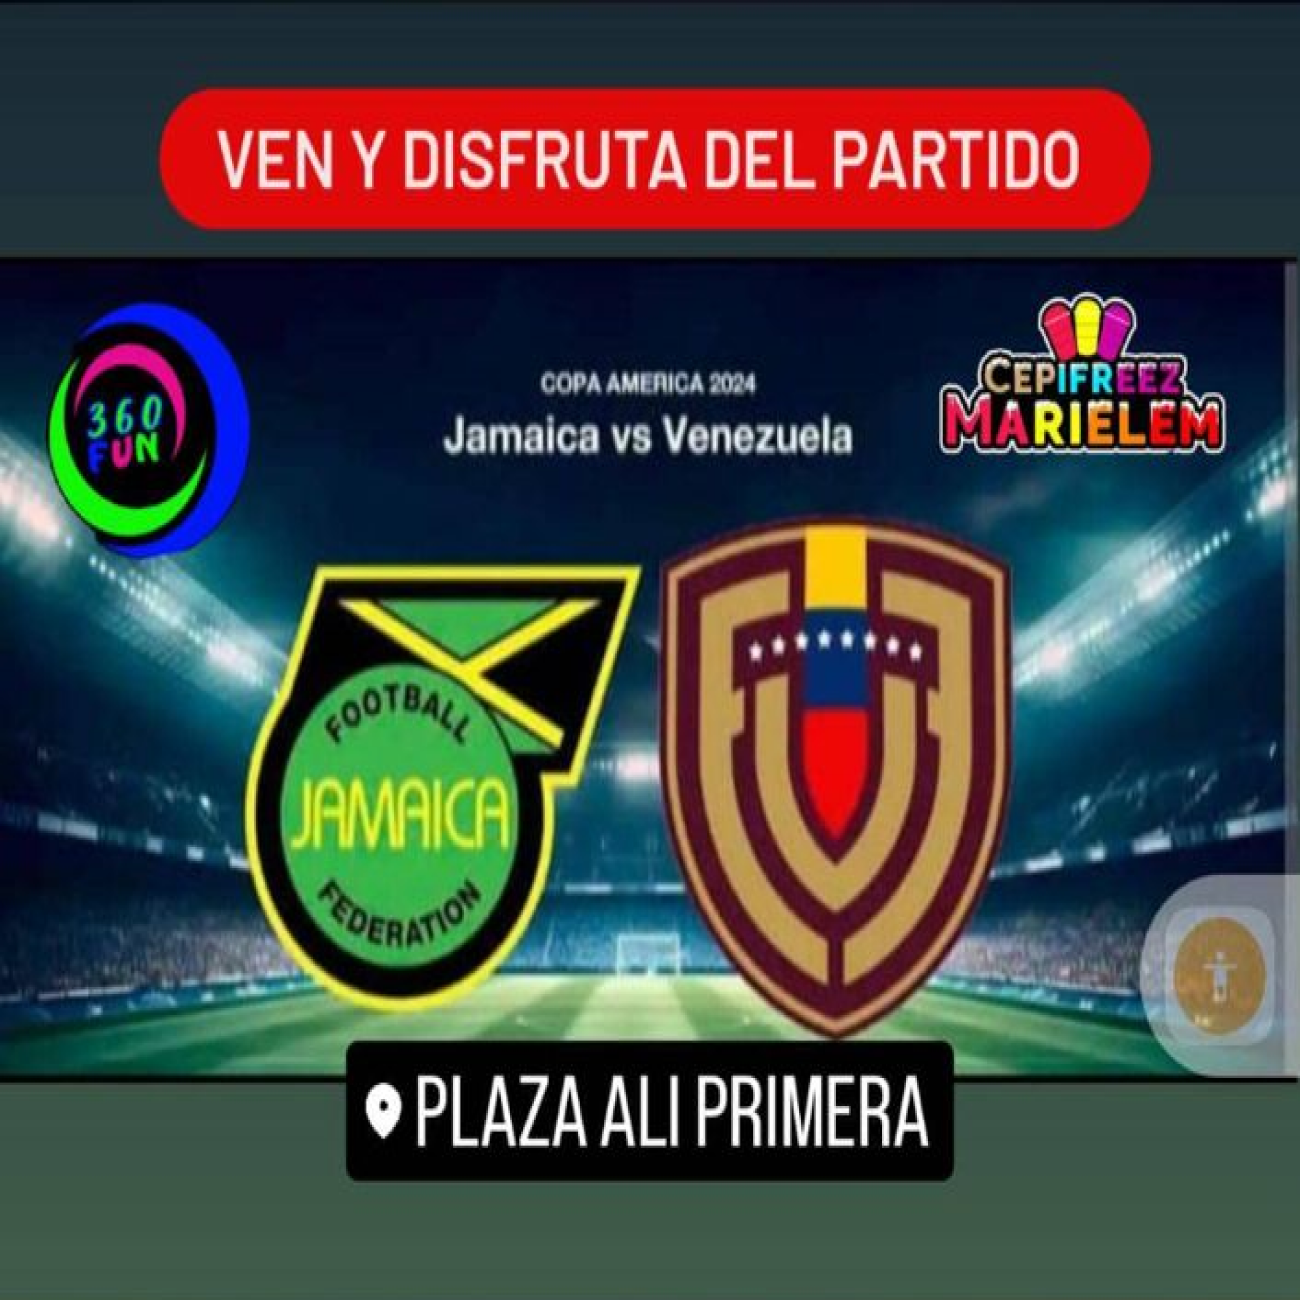 VEN Y DISFRUTA DEL PARTIDO
360
FUN
COPA AMERICA 2024
Jamaica vs Venezuela
CEPIFREEZ
MARIELEM
FOOTBALL
JAMAICA
FEDERATION
FVF
PLAZA ALI PRIMERA